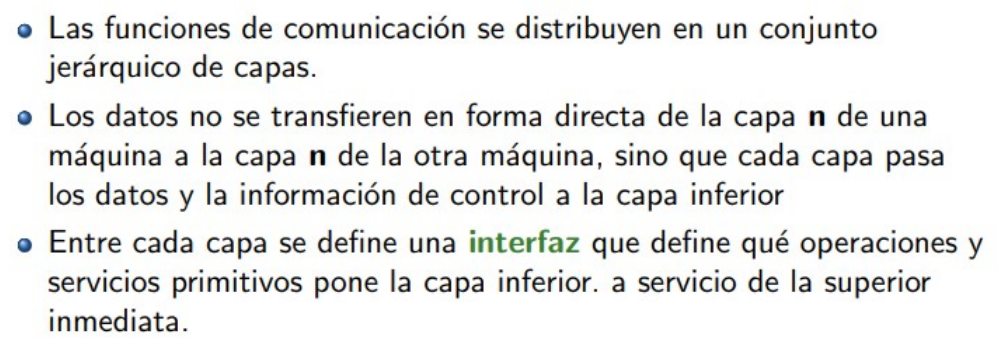 Las funciones de comunicación se distribuyen en un conjunto
jerárquico de capas.
Los datos no se transfieren en forma directa de la capa n de una
máquina a la capa n de la otra máquina, sino que cada capa pasa
los datos y la información de control a la capa inferior
Entre cada capa se define una interfaz que define qué operaciones y
servicios primitivos pone la capa inferior. a servicio de la superior
inmediata.